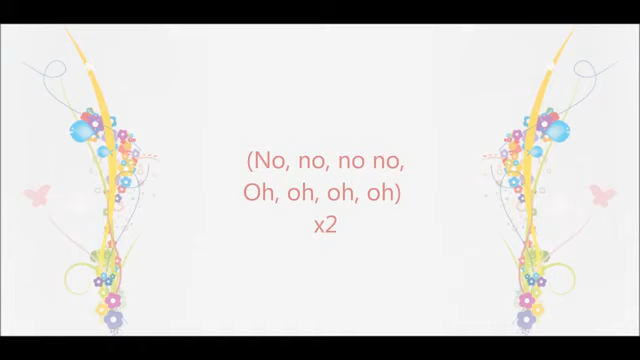 (No, no, no no,
Oh, oh, oh, oh)
x2